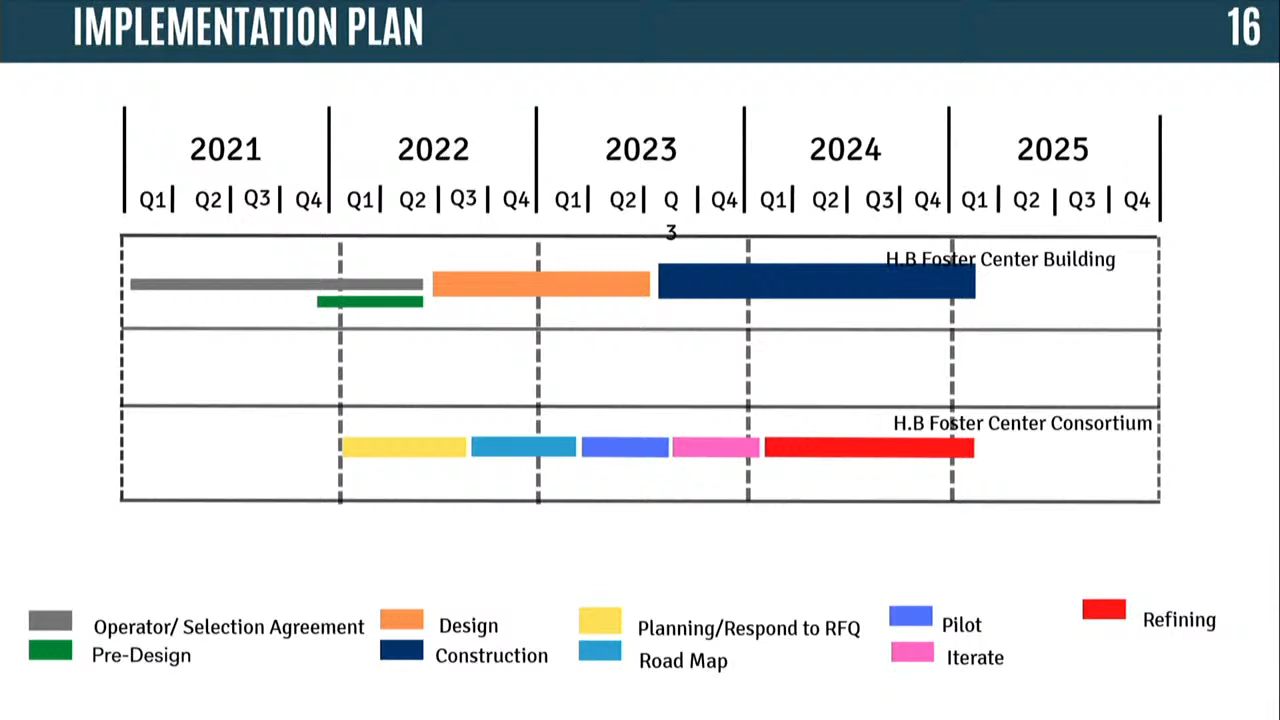 IMPLEMENTATION PLAN 16
2021 2022 2023 2024 2025
Q1 Q2 Q3 Q4 Q1 Q2 Q3 Q4 Q1 Q2 Q Q4 Q1 Q2 Q3 Q4 Q1 Q2 Q3 Q4
3
H.B Foster Center Building
H.B Foster Center Consortium
Operator/ Selection Agreement Design Planning/Respond to RFQ Pilot Refining
Pre-Design Construction Road Map Iterate